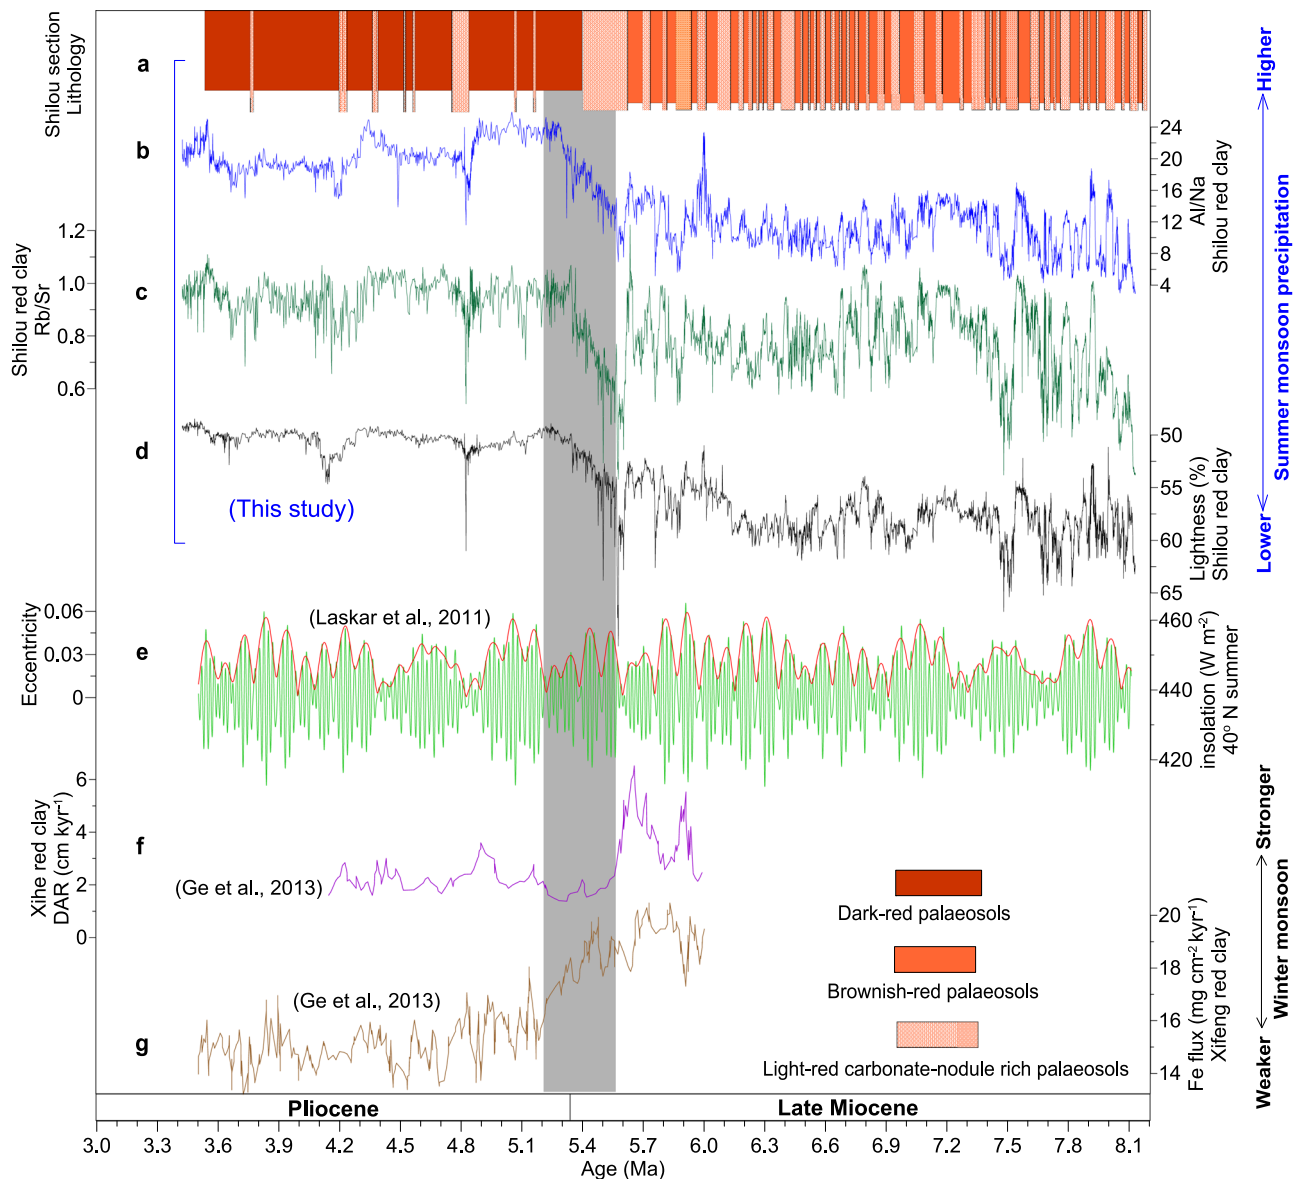 Shilou section
Lithology
a
b
24
20
16
12
8
4
Al/Na
Shilou red clay
Shilou red clay
Rb/Sr
1.2
1.0
0.8
0.6
c
d
(This study)
50
55
60
65
Lightness (%)
Shilou red clay
Higher
Summer monsoon precipitation
Lower
Eccentricity
0.06
0.03
0
(Laskar et al., 2011)
e
460
440
420
insolation (W m⁻²)
40° N summer
Xihe red clay
DAR (cm kyr⁻¹)
6
4
2
0
f
(Ge et al., 2013)
(Ge et al., 2013)
g
20
18
16
14
Fe flux (mg cm⁻² kyr⁻¹)
Xifeng red clay
Stronger
Winter monsoon
Weaker
Dark-red palaeosols
Brownish-red palaeosols
Light-red carbonate-nodule rich palaeosols
Pliocene
Late Miocene
3.0 3.3 3.6 3.9 4.2 4.5 4.8 5.1 5.4 5.7 6.0 6.3 6.6 6.9 7.2 7.5 7.8 8.1
Age (Ma)